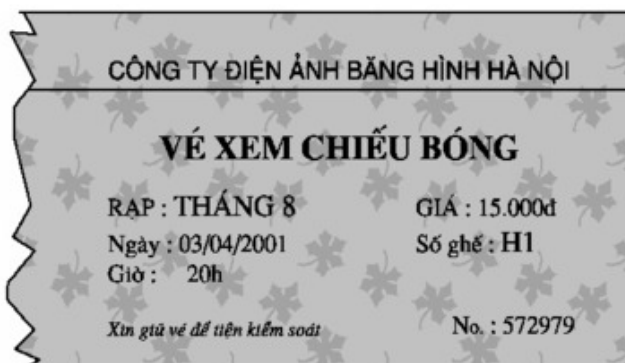 CÔNG TY ĐIỆN ẢNH BĂNG HÌNH HÀ NỘI
VÉ XEM CHIẾU BÓNG
RẠP : THÁNG 8 GIÁ : 15.000đ
Ngày : 03/04/2001 Số ghế : H1
Giờ : 20h
Xin giữ vé để tiện kiểm soát No. : 572979